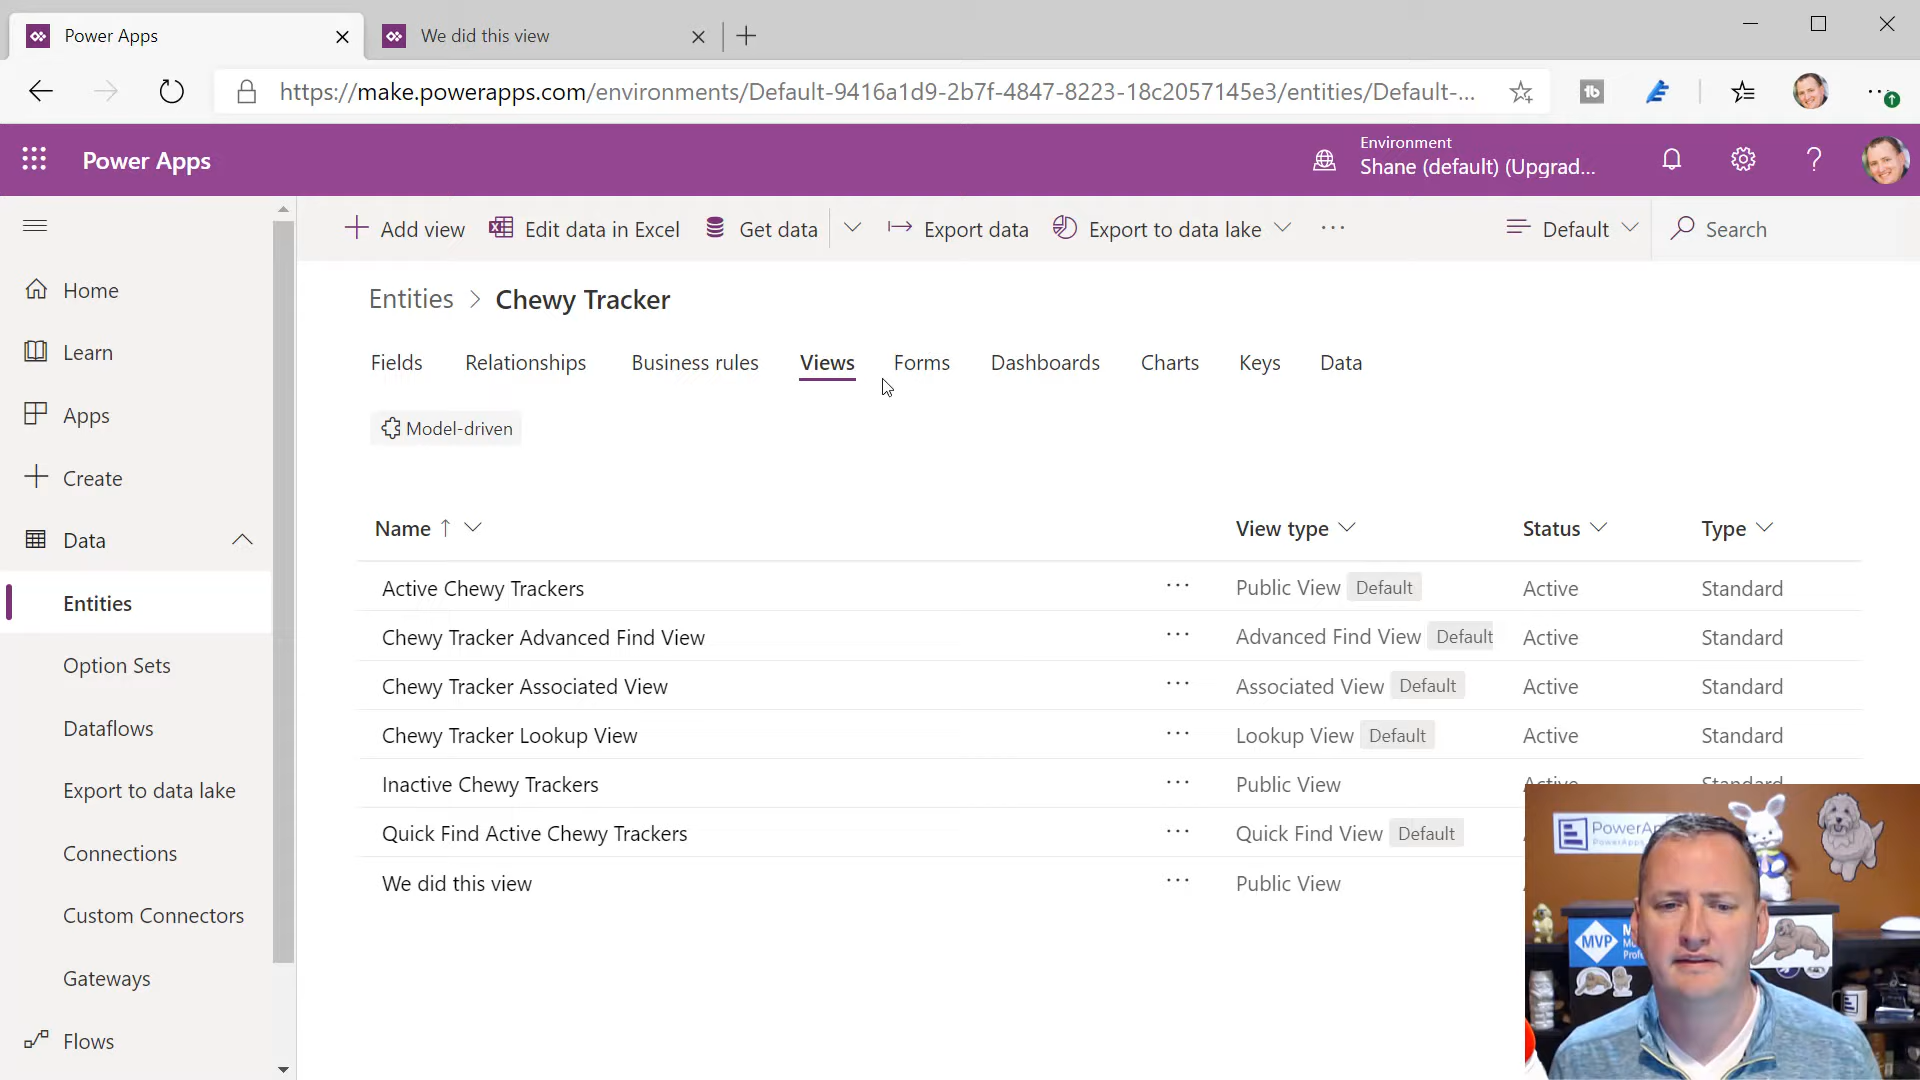 Power Apps
We did this view
https://make.powerapps.com/environments/Default-9416a1d9-2b7f-4847-8223-18c2057145e3/entities/Default-...
Power Apps
Environment
Shane (default) (Upgrad...
Add view
Edit data in Excel
Get data
Export data
Export to data lake
Default
Search
Home
Learn
Apps
Create
Data
Entities
Option Sets
Dataflows
Export to data lake
Connections
Custom Connectors
Gateways
Flows
Entities > Chewy Tracker
Fields Relationships Business rules Views Forms Dashboards Charts Keys Data
Model-driven
Name View type Status Type
Active Chewy Trackers Public View Default Active Standard
Chewy Tracker Advanced Find View Advanced Find View Default Active Standard
Chewy Tracker Associated View Associated View Default Active Standard
Chewy Tracker Lookup View Lookup View Default Active Standard
Inactive Chewy Trackers Public View Active Standard
Quick Find Active Chewy Trackers Quick Find View Default
We did this view Public View
MVP